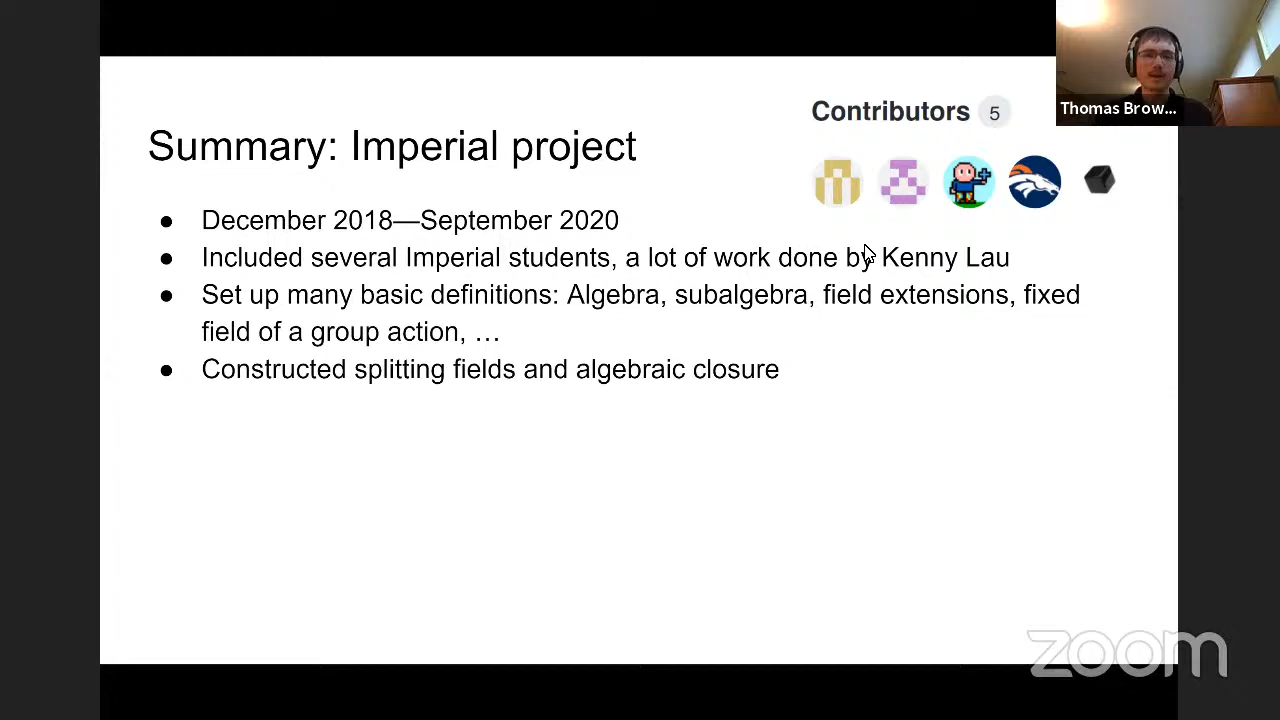 Contributors 5
Thomas Brow...
Summary: Imperial project
● December 2018—September 2020
● Included several Imperial students, a lot of work done by Kenny Lau
● Set up many basic definitions: Algebra, subalgebra, field extensions, fixed
field of a group action, …
● Constructed splitting fields and algebraic closure
zoom